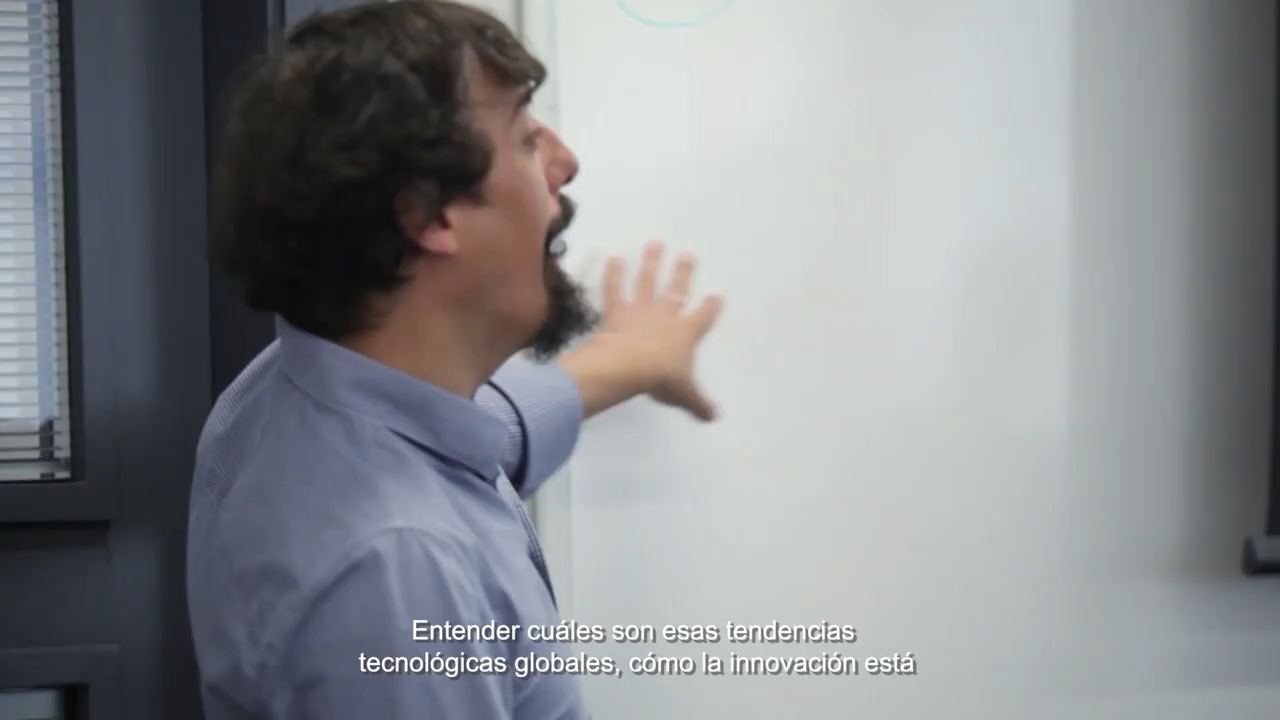 Entender cuáles son esas tendencias
tecnológicas globales, cómo la innovación está